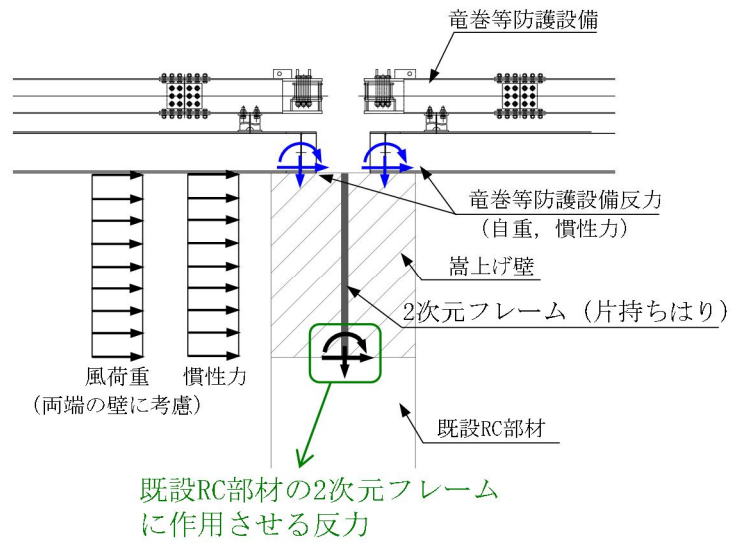 竜巻等防護設備
竜巻等防護設備反力
(自重, 慣性力)
嵩上げ壁
2次元フレーム (片持ちはり)
風荷重
慣性力
(両端の壁に考慮)
既設RC部材
既設RC部材の2次元フレーム
に作用させる反力